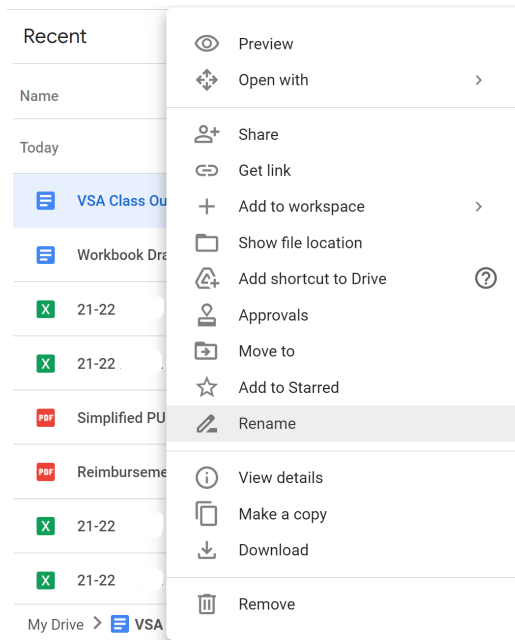 Recent
Name
Today
VSA Class Ou
Workbook Dra
X 21-22
X 21-22
PDF Simplified PU
PDF Reimburseme
X 21-22
X 21-22
My Drive > VSA
Preview
Open with
Share
Get link
Add to workspace
Show file location
Add shortcut to Drive ?
Approvals
Move to
Add to Starred
Rename
View details
Make a copy
Download
Remove